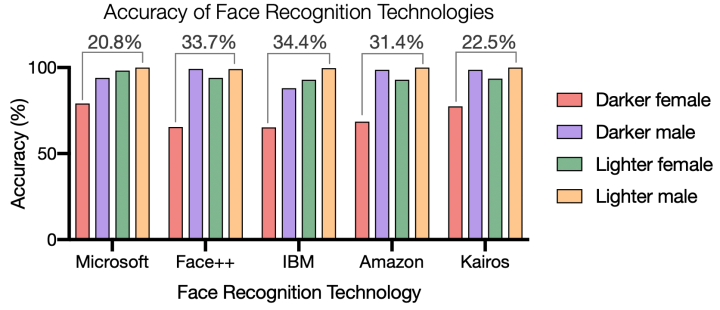 Accuracy of Face Recognition Technologies
20.8% 33.7% 34.4% 31.4% 22.5%
100
50
0
Accuracy (%)
Microsoft Face++ IBM Amazon Kairos
Face Recognition Technology
Darker female
Darker male
Lighter female
Lighter male